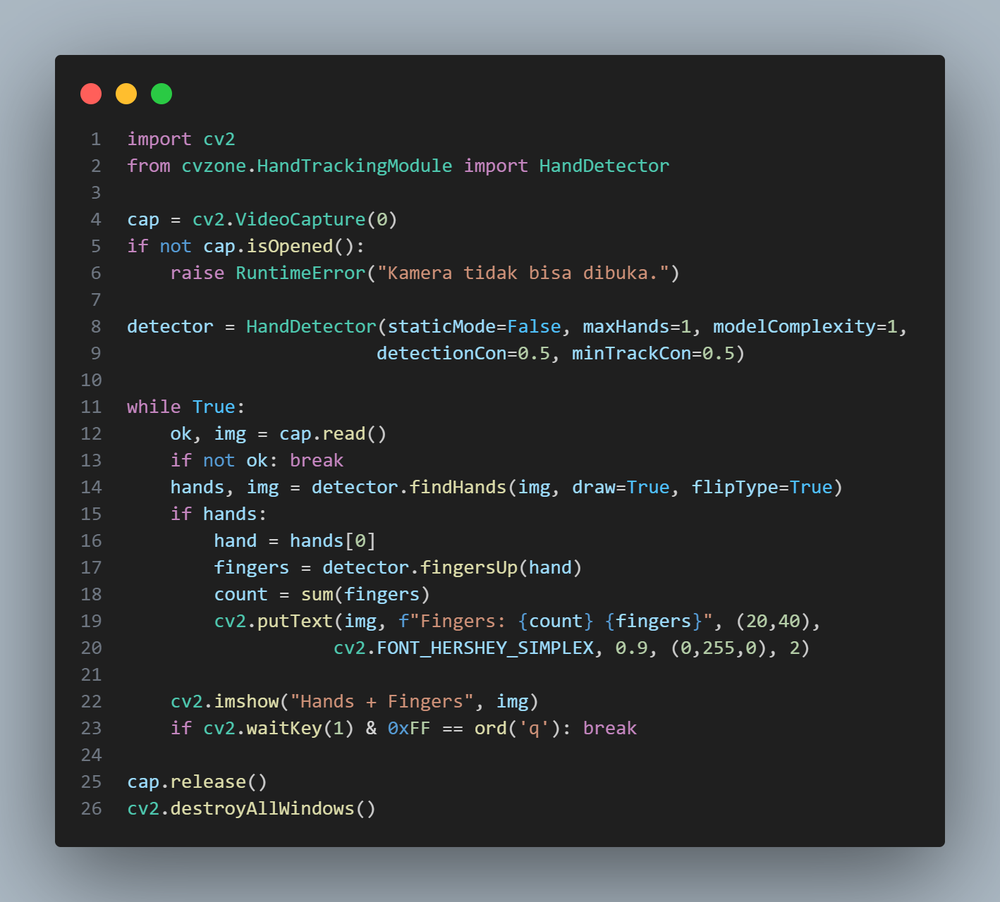 1 import cv2
2 from cvzone.HandTrackingModule import HandDetector
3
4 cap = cv2.VideoCapture(0)
5 if not cap.isOpened():
6     raise RuntimeError("Kamera tidak bisa dibuka.")
7
8 detector = HandDetector(staticMode=False, maxHands=1, modelComplexity=1,
9                        detectionCon=0.5, minTrackCon=0.5)
10
11 while True:
12     ok, img = cap.read()
13     if not ok: break
14     hands, img = detector.findHands(img, draw=True, flipType=True)
15     if hands:
16         hand = hands[0]
17         fingers = detector.fingersUp(hand)
18         count = sum(fingers)
19         cv2.putText(img, f"Fingers: {count} {fingers}", (20,40),
20                    cv2.FONT_HERSHEY_SIMPLEX, 0.9, (0,255,0), 2)
21
22     cv2.imshow("Hands + Fingers", img)
23     if cv2.waitKey(1) & 0xFF == ord('q'): break
24
25 cap.release()
26 cv2.destroyAllWindows()